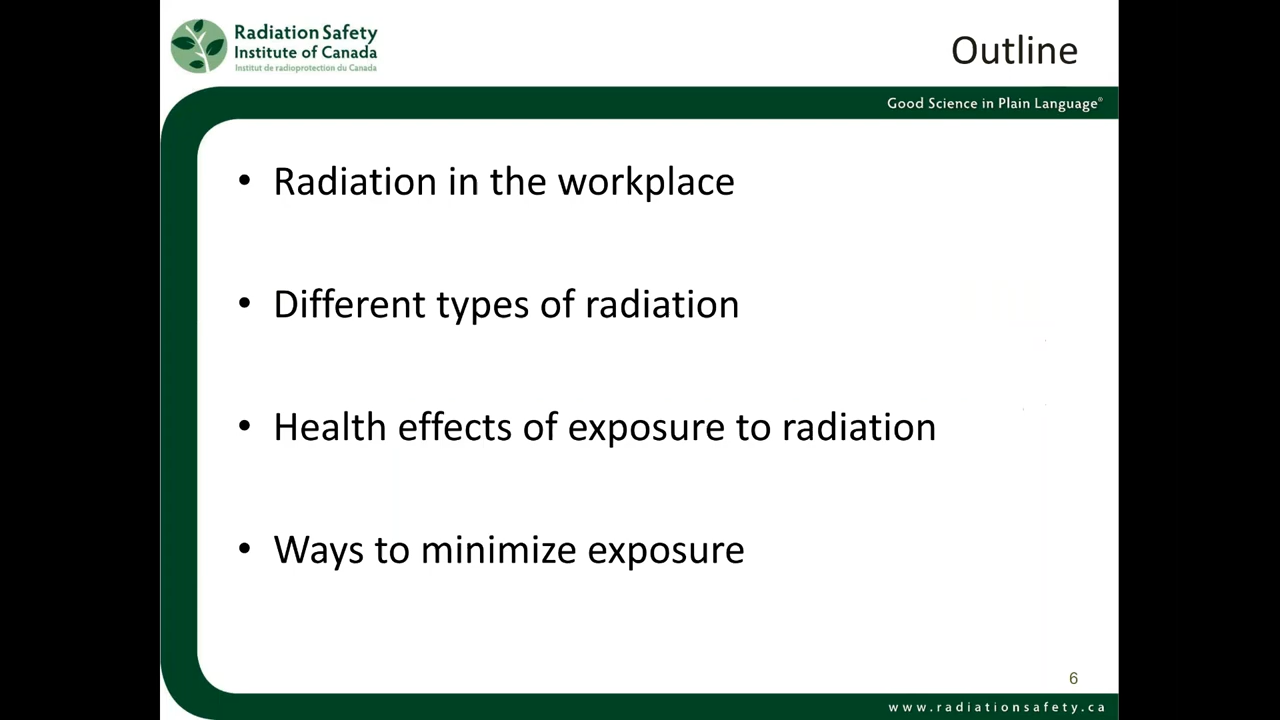 Radiation Safety
Institute of Canada
Institut de radioprotection du Canada
Outline
Good Science in Plain Language®
• Radiation in the workplace
• Different types of radiation
• Health effects of exposure to radiation
• Ways to minimize exposure
6
www.radiationsafety.ca